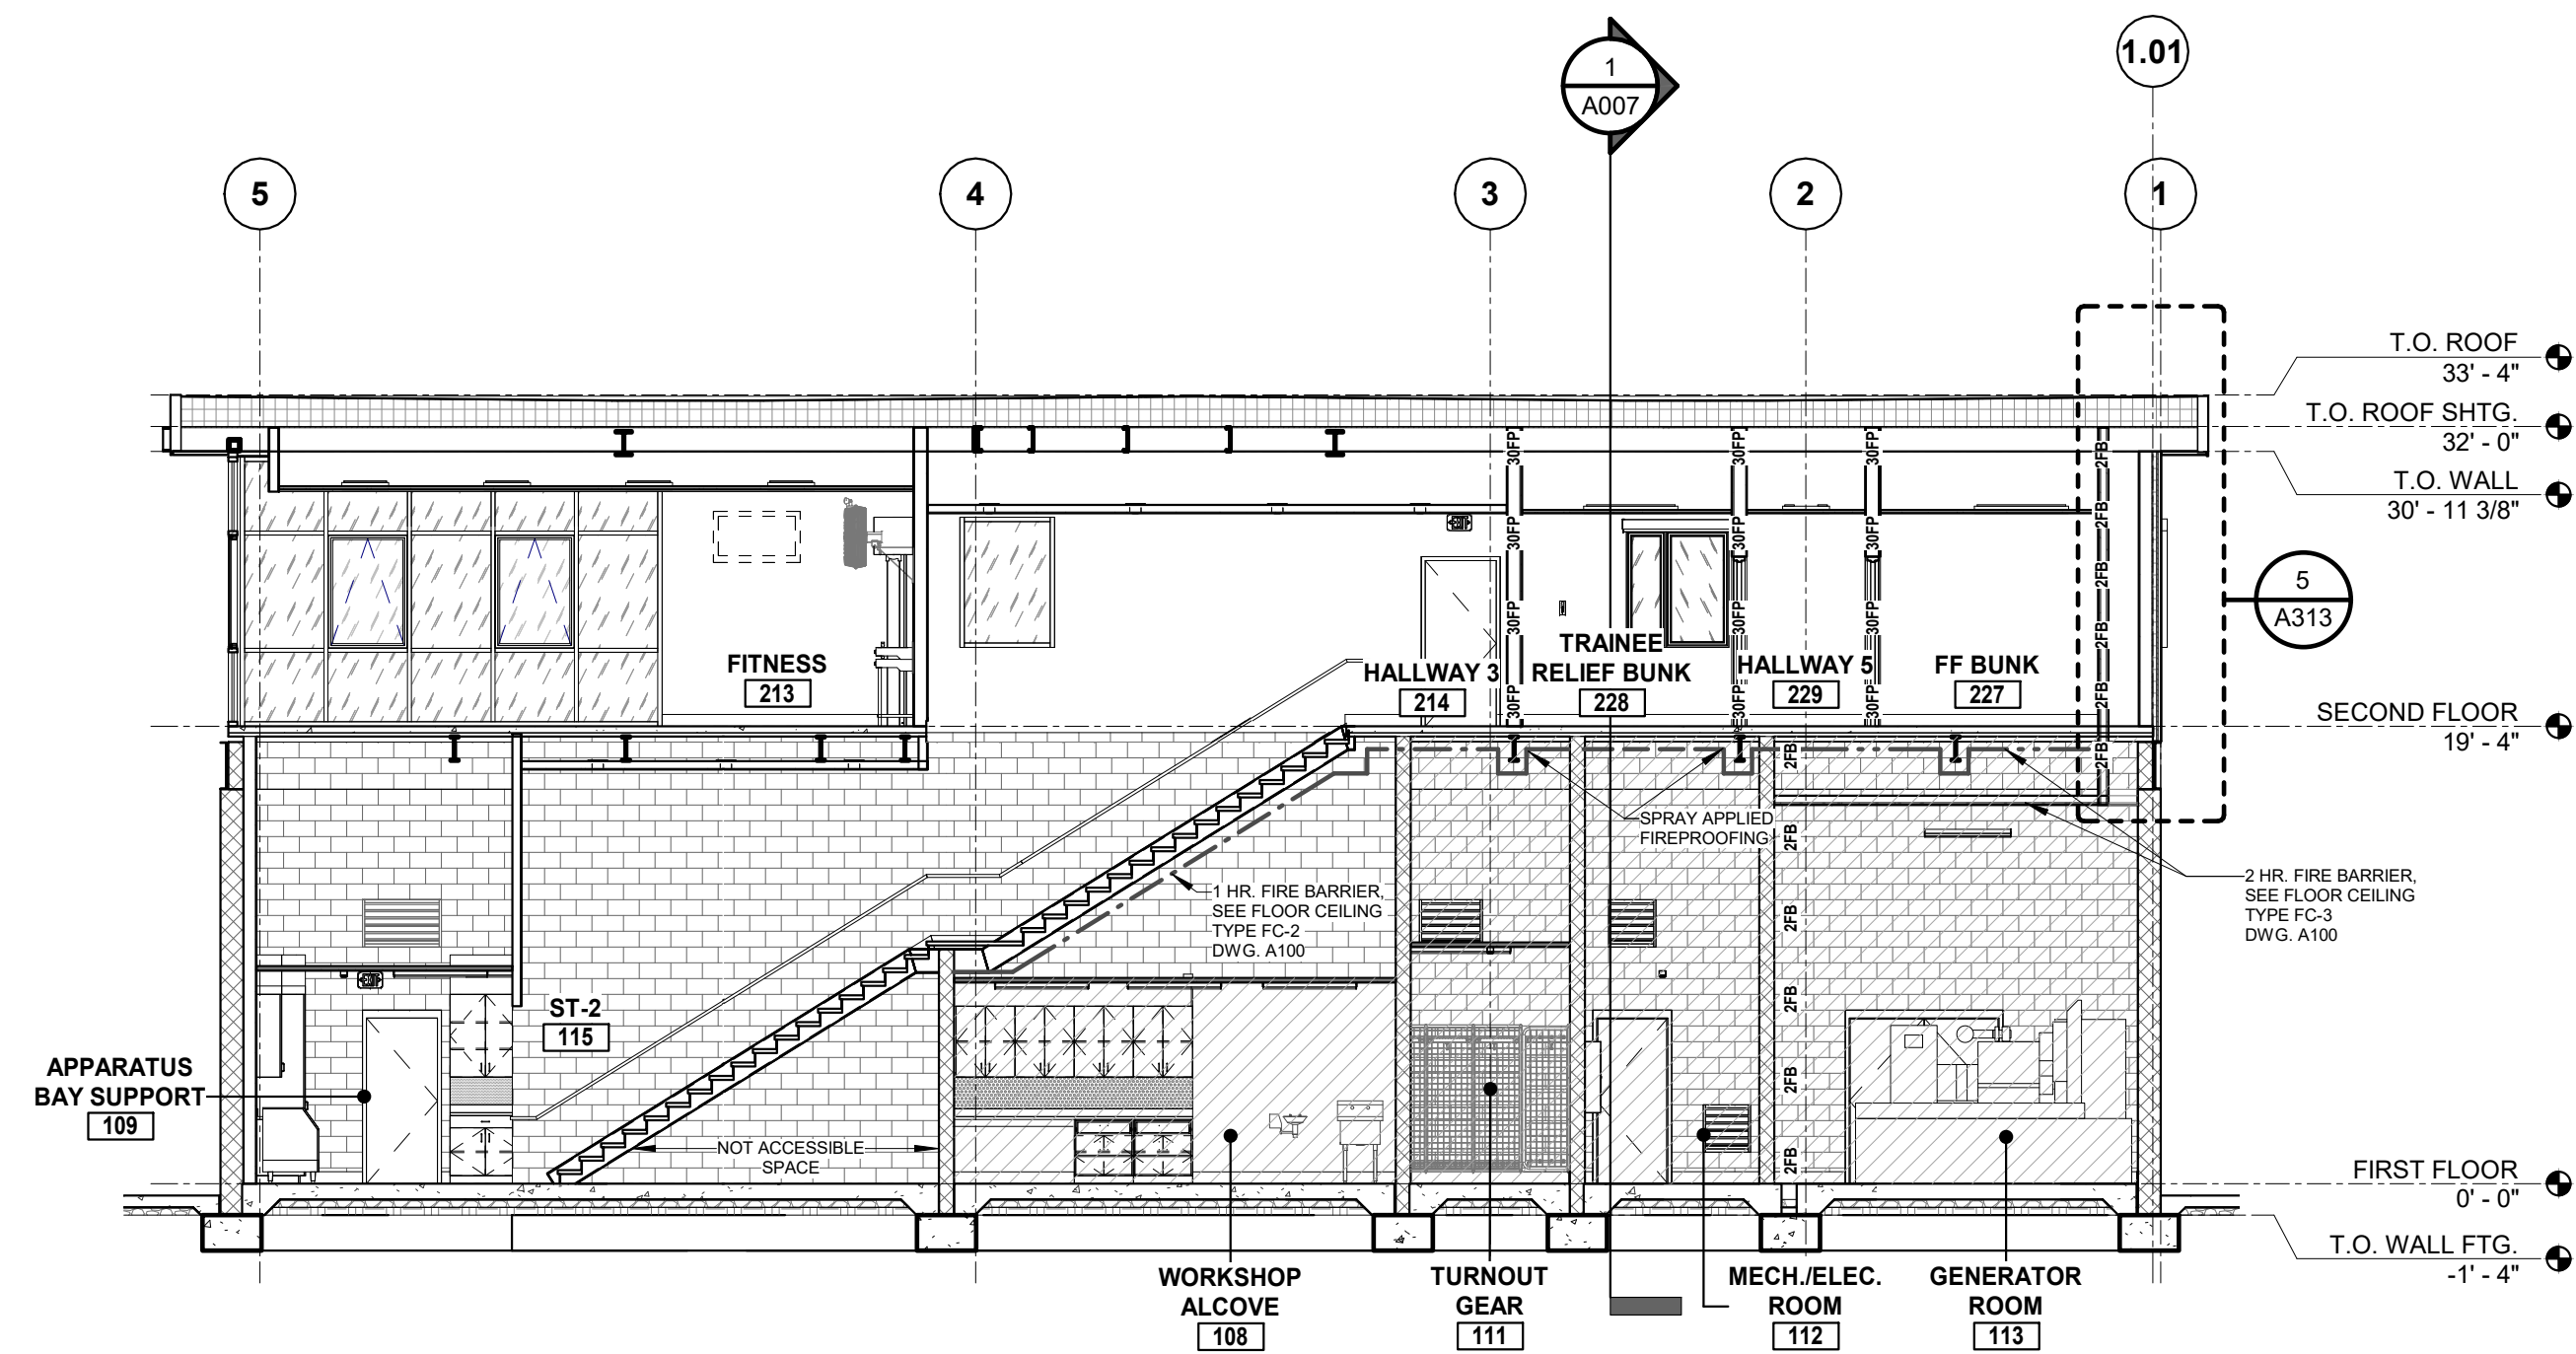 1.01
1
A007
5
4
3
2
1
T.O. ROOF
33' - 4"
T.O. ROOF SHTG.
32' - 0"
T.O. WALL
30' - 11 3/8"
30FP 30FP 30FP 30FP
30FP 30FP 30FP 30FP
30FP 30FP 30FP 30FP
2FB 2FB 2FB 2FB 2FB 2FB
5
A313
FITNESS
213
HALLWAY 3
214
TRAINEE
RELIEF BUNK
228
HALLWAY 5
229
FF BUNK
227
SECOND FLOOR
19' - 4"
SPRAY APPLIED
FIREPROOFING
2FB 2FB 2FB 2FB 2FB 2FB
1 HR. FIRE BARRIER,
SEE FLOOR CEILING
TYPE FC-2
DWG. A100
2 HR. FIRE BARRIER,
SEE FLOOR CEILING
TYPE FC-3
DWG. A100
ST-2
115
APPARATUS
BAY SUPPORT
109
NOT ACCESSIBLE
SPACE
FIRST FLOOR
0' - 0"
T.O. WALL FTG.
-1' - 4"
WORKSHOP
ALCOVE
108
TURNOUT
GEAR
111
MECH./ELEC.
ROOM
112
GENERATOR
ROOM
113